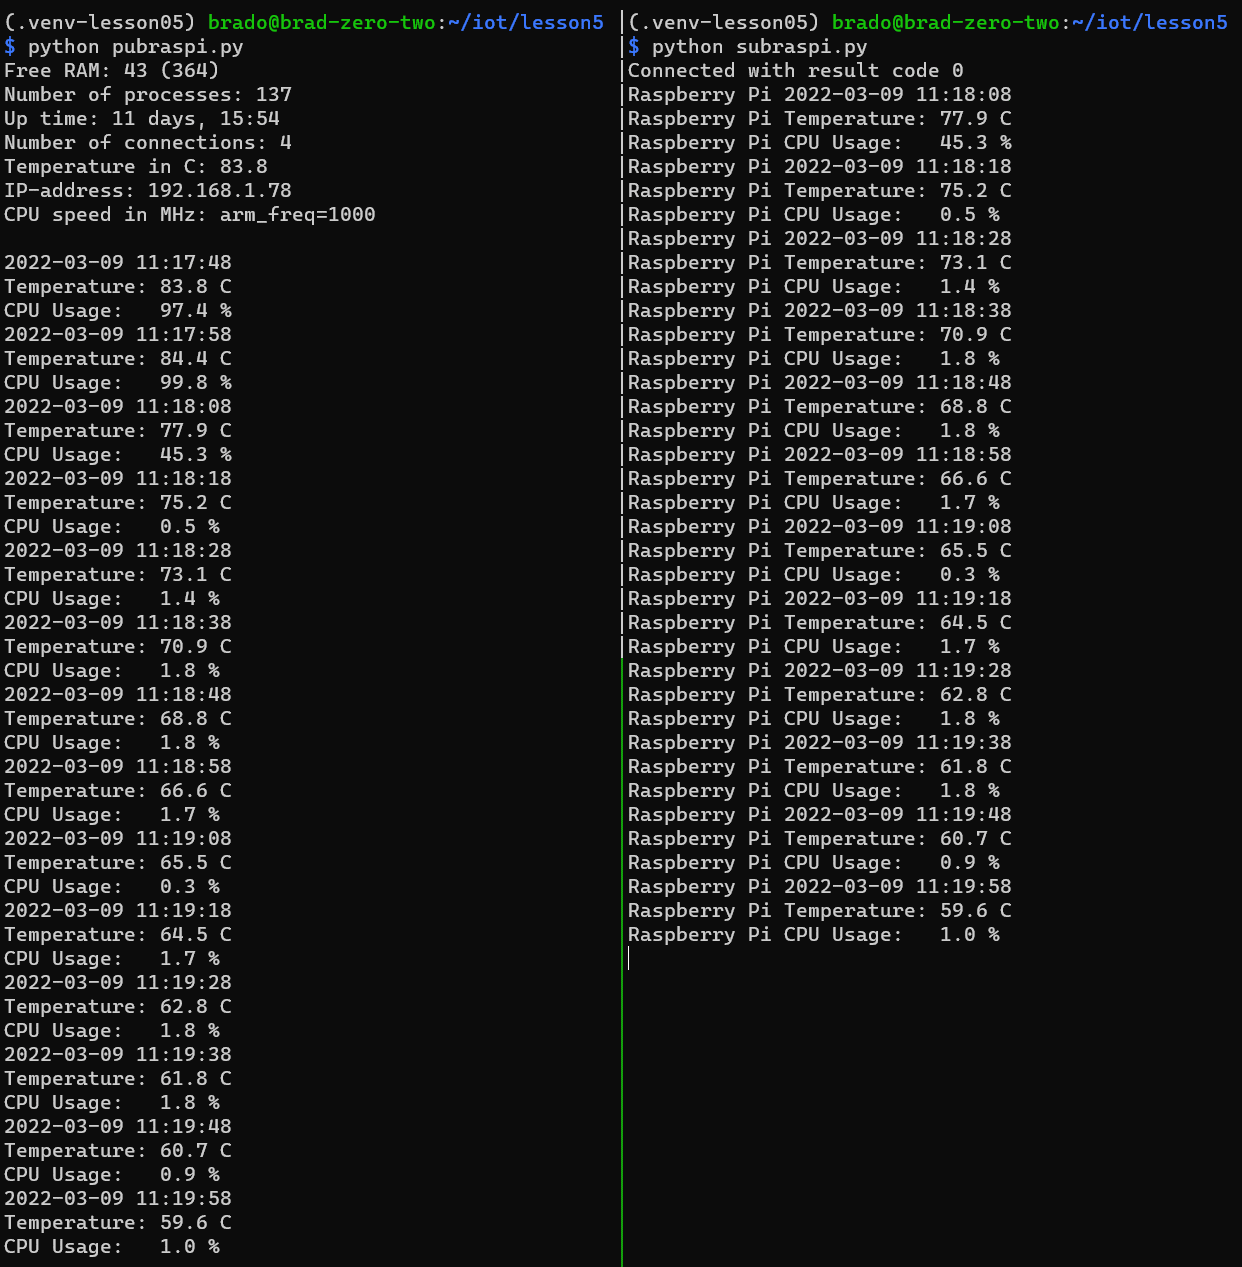 (.venv-lesson05) brado@brad-zero-two:~/iot/lesson5
$ python pubraspi.py
Free RAM: 43 (364)
Number of processes: 137
Up time: 11 days, 15:54
Number of connections: 4
Temperature in C: 83.8
IP-address: 192.168.1.78
CPU speed in MHz: arm_freq=1000

2022-03-09 11:17:48
Temperature: 83.8 C
CPU Usage:   97.4 %
2022-03-09 11:17:58
Temperature: 84.4 C
CPU Usage:   99.8 %
2022-03-09 11:18:08
Temperature: 77.9 C
CPU Usage:   45.3 %
2022-03-09 11:18:18
Temperature: 75.2 C
CPU Usage:   0.5 %
2022-03-09 11:18:28
Temperature: 73.1 C
CPU Usage:   1.4 %
2022-03-09 11:18:38
Temperature: 70.9 C
CPU Usage:   1.8 %
2022-03-09 11:18:48
Temperature: 68.8 C
CPU Usage:   1.8 %
2022-03-09 11:18:58
Temperature: 66.6 C
CPU Usage:   1.7 %
2022-03-09 11:19:08
Temperature: 65.5 C
CPU Usage:   0.3 %
2022-03-09 11:19:18
Temperature: 64.5 C
CPU Usage:   1.7 %
2022-03-09 11:19:28
Temperature: 62.8 C
CPU Usage:   1.8 %
2022-03-09 11:19:38
Temperature: 61.8 C
CPU Usage:   1.8 %
2022-03-09 11:19:48
Temperature: 60.7 C
CPU Usage:   0.9 %
2022-03-09 11:19:58
Temperature: 59.6 C
CPU Usage:   1.0 %
(.venv-lesson05) brado@brad-zero-two:~/iot/lesson5
$ python subraspi.py
Connected with result code 0
Raspberry Pi 2022-03-09 11:18:08
Raspberry Pi Temperature: 77.9 C
Raspberry Pi CPU Usage:   45.3 %
Raspberry Pi 2022-03-09 11:18:18
Raspberry Pi Temperature: 75.2 C
Raspberry Pi CPU Usage:   0.5 %
Raspberry Pi 2022-03-09 11:18:28
Raspberry Pi Temperature: 73.1 C
Raspberry Pi CPU Usage:   1.4 %
Raspberry Pi 2022-03-09 11:18:38
Raspberry Pi Temperature: 70.9 C
Raspberry Pi CPU Usage:   1.8 %
Raspberry Pi 2022-03-09 11:18:48
Raspberry Pi Temperature: 68.8 C
Raspberry Pi CPU Usage:   1.8 %
Raspberry Pi 2022-03-09 11:18:58
Raspberry Pi Temperature: 66.6 C
Raspberry Pi CPU Usage:   1.7 %
Raspberry Pi 2022-03-09 11:19:08
Raspberry Pi Temperature: 65.5 C
Raspberry Pi CPU Usage:   0.3 %
Raspberry Pi 2022-03-09 11:19:18
Raspberry Pi Temperature: 64.5 C
Raspberry Pi CPU Usage:   1.7 %
Raspberry Pi 2022-03-09 11:19:28
Raspberry Pi Temperature: 62.8 C
Raspberry Pi CPU Usage:   1.8 %
Raspberry Pi 2022-03-09 11:19:38
Raspberry Pi Temperature: 61.8 C
Raspberry Pi CPU Usage:   1.8 %
Raspberry Pi 2022-03-09 11:19:48
Raspberry Pi Temperature: 60.7 C
Raspberry Pi CPU Usage:   0.9 %
Raspberry Pi 2022-03-09 11:19:58
Raspberry Pi Temperature: 59.6 C
Raspberry Pi CPU Usage:   1.0 %